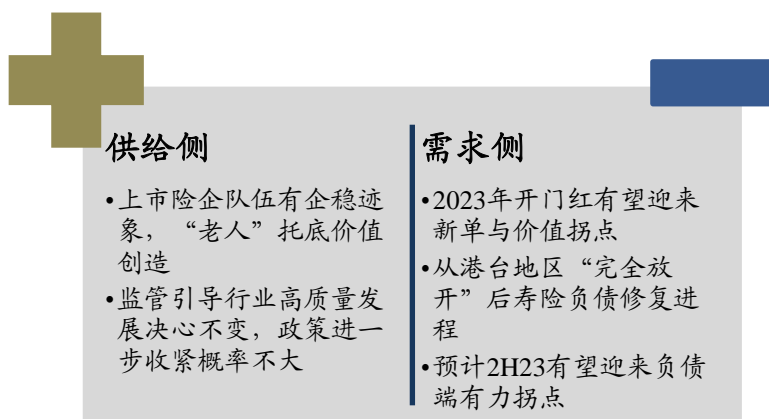 供给侧
•上市险企队伍有企稳迹
象，“老人”托底价值
创造
•监管引导行业高质量发
展决心不变，政策进一
步收紧概率不大
需求侧
•2023年开门红有望迎来
新单与价值拐点
•从港台地区“完全放
开”后寿险负债修复进
程
•预计2H23有望迎来负债
端有力拐点